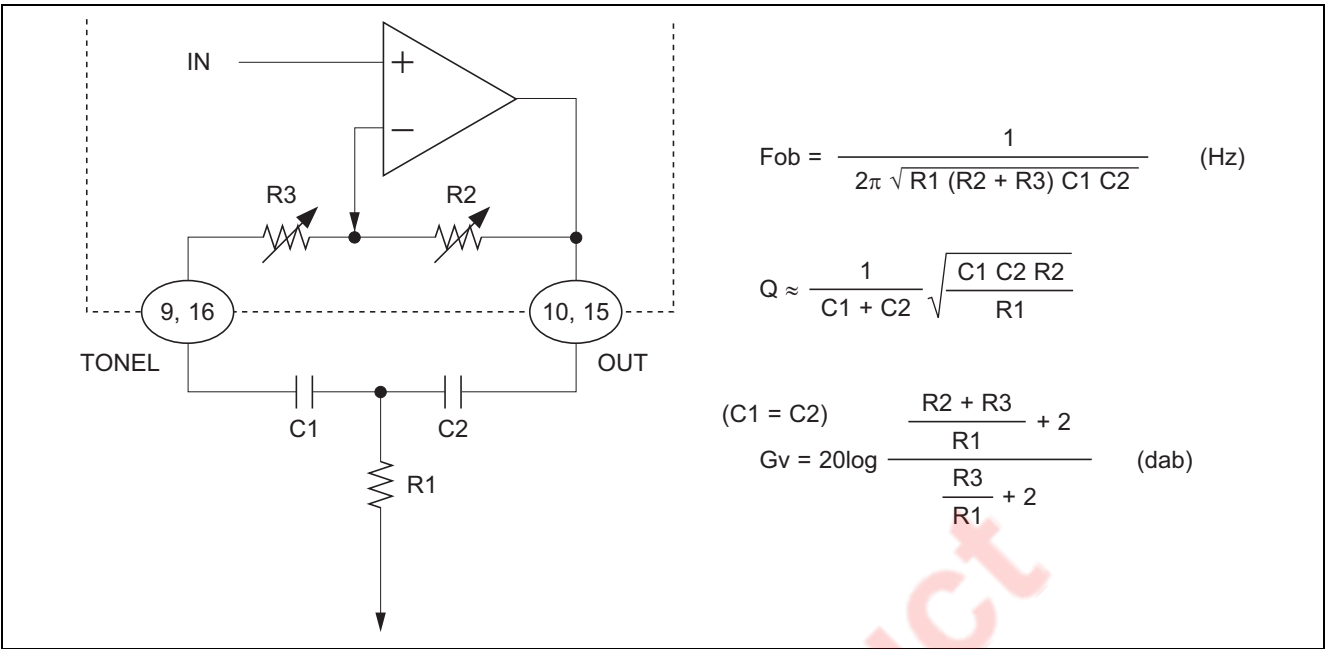 IN
+
−
R3
R2
9, 16
10, 15
TONEL
OUT
C1
C2
R1
Fob = 1 / 2π √ R1 (R2 + R3) C1 C2 (Hz)
Q ≈ 1 / C1 + C2 √ C1 C2 R2 / R1
(C1 = C2)
Gv = 20log R2 + R3 / R1 + 2 / R3 / R1 + 2 (dab)
uct